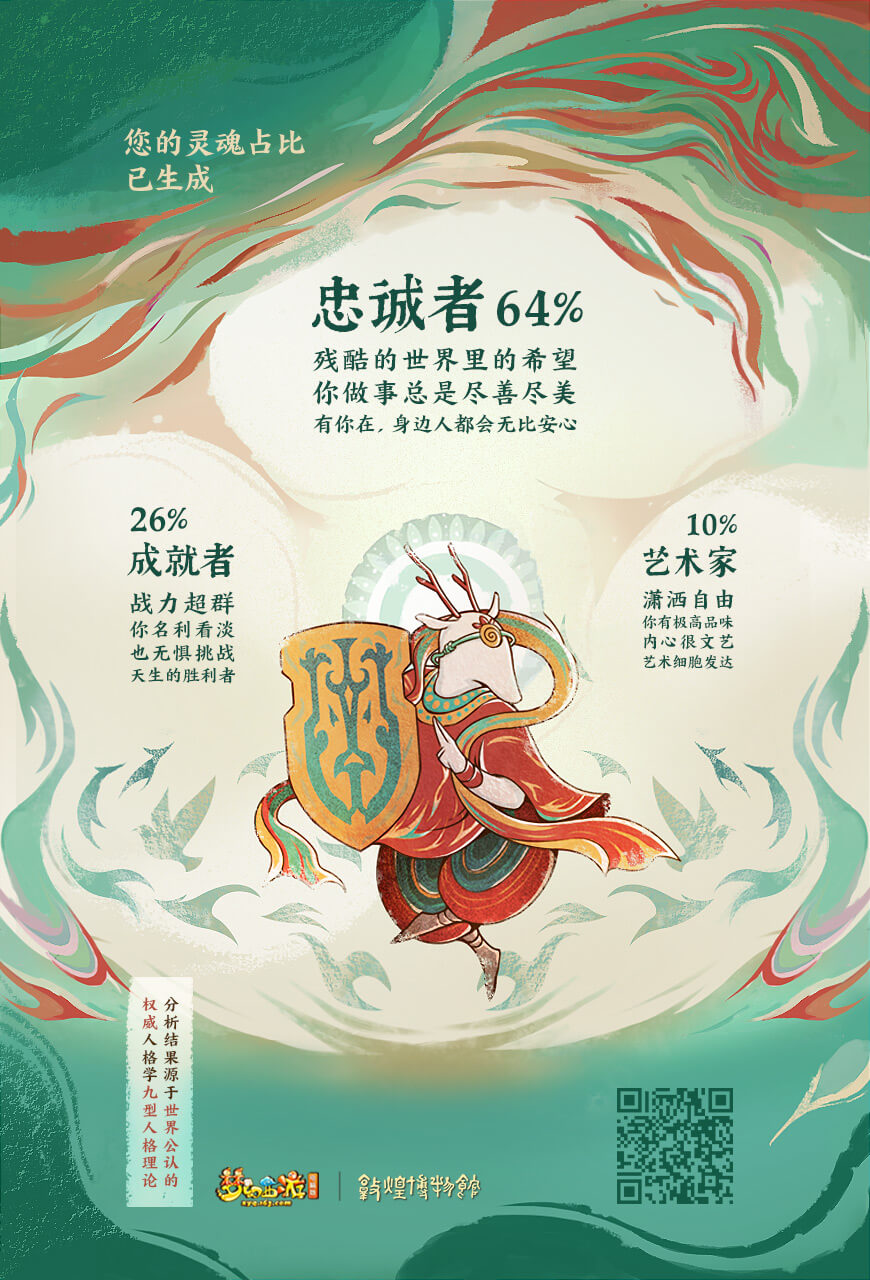 您的灵魂占比
已生成
忠诚者 64%
残酷的世界里的希望
你做事总是尽善尽美
有你在,身边人都会无比安心
26%
成就者
战力超群
你名利看淡
也无惧挑战
天生的胜利者
10%
艺术家
潇洒自由
你有极高品味
内心很文艺
艺术细胞发达
分析结果源于世界公认的
权威人格学九型人格理论
梦幻西游
xyq.163.com
敦煌博物馆